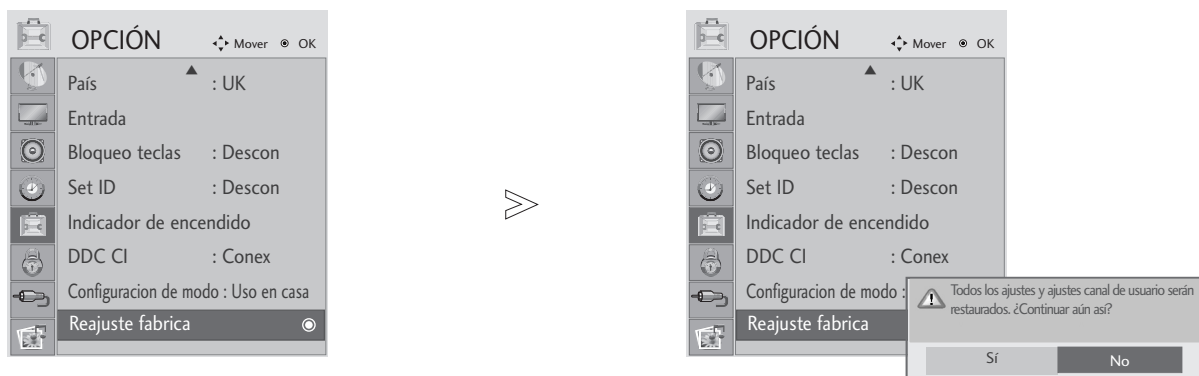 OPCIÓN Mover OK
País : UK
Entrada
Bloqueo teclas : Descon
Set ID : Descon
Indicador de encendido
DDC CI : Conex
Configuracion de modo : Uso en casa
Reajuste fabrica
OPCIÓN Mover OK
País : UK
Entrada
Bloqueo teclas : Descon
Set ID : Descon
Indicador de encendido
DDC CI : Conex
Configuracion de modo :
Reajuste fabrica
Todos los ajustes y ajustes canal de usuario serán
restaurados. ¿Continuar aún así?
Sí No